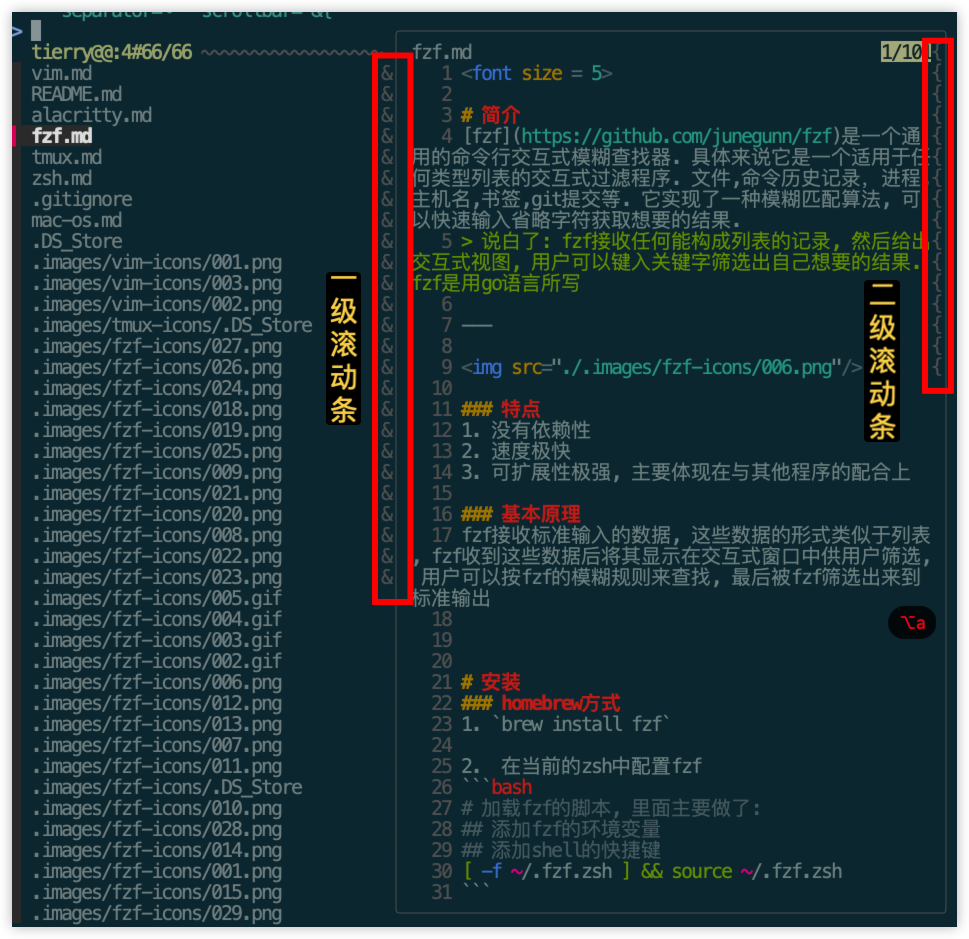 separator= scrollbar= &{
>
tierry@@:4#66/66 ~~~~~~~~~~~~~~~~~~
vim.md &
README.md &
alacritty.md &
fzf.md &
tmux.md &
zsh.md &
.gitignore &
mac-os.md &
.DS_Store &
.images/vim-icons/001.png &
.images/vim-icons/003.png &
.images/vim-icons/002.png &
.images/tmux-icons/.DS_Store &
.images/fzf-icons/027.png &
.images/fzf-icons/026.png &
.images/fzf-icons/024.png &
.images/fzf-icons/018.png &
.images/fzf-icons/019.png &
.images/fzf-icons/025.png &
.images/fzf-icons/009.png &
.images/fzf-icons/021.png &
.images/fzf-icons/020.png &
.images/fzf-icons/008.png &
.images/fzf-icons/022.png &
.images/fzf-icons/023.png &
.images/fzf-icons/005.gif
.images/fzf-icons/004.gif
.images/fzf-icons/003.gif
.images/fzf-icons/002.gif
.images/fzf-icons/006.png
.images/fzf-icons/012.png
.images/fzf-icons/013.png
.images/fzf-icons/007.png
.images/fzf-icons/011.png
.images/fzf-icons/.DS_Store
.images/fzf-icons/010.png
.images/fzf-icons/028.png
.images/fzf-icons/014.png
.images/fzf-icons/001.png
.images/fzf-icons/015.png
.images/fzf-icons/029.png
一级滚动条
fzf.md 1/10 {
1 <font size = 5> {
2 {
3 # 简介 {
4 [fzf](https://github.com/junegunn/fzf)是一个通 {
用的命令行交互式模糊查找器. 具体来说它是一个适用于任 {
何类型列表的交互式过滤程序. 文件,命令历史记录, 进程 {
主机名,书签,git提交等. 它实现了一种模糊匹配算法, 可 {
以快速输入省略字符获取想要的结果. {
5 > 说白了: fzf接收任何能构成列表的记录, 然后给出 {
交互式视图, 用户可以键入关键字筛选出自己想要的结果. {
fzf是用go语言所写 {
6 {
7 ——— {
8 {
9 <img src="./.images/fzf-icons/006.png"/> {
10
11 ### 特点
12 1. 没有依赖性
13 2. 速度极快
14 3. 可扩展性极强, 主要体现在与其他程序的配合上
15
16 ### 基本原理
17 fzf接收标准输入的数据, 这些数据的形式类似于列表
, fzf收到这些数据后将其显示在交互式窗口中供用户筛选,
用户可以按fzf的模糊规则来查找, 最后被fzf筛选出来到
标准输出
18
19
20
21 # 安装
22 ### homebrew方式
23 1. `brew install fzf`
24
25 2. 在当前的zsh中配置fzf
26 ```bash
27 # 加载fzf的脚本, 里面主要做了:
28 ## 添加fzf的环境变量
29 ## 添加shell的快捷键
30 [ -f ~/.fzf.zsh ] && source ~/.fzf.zsh
31 ```
二级滚动条
⌥a